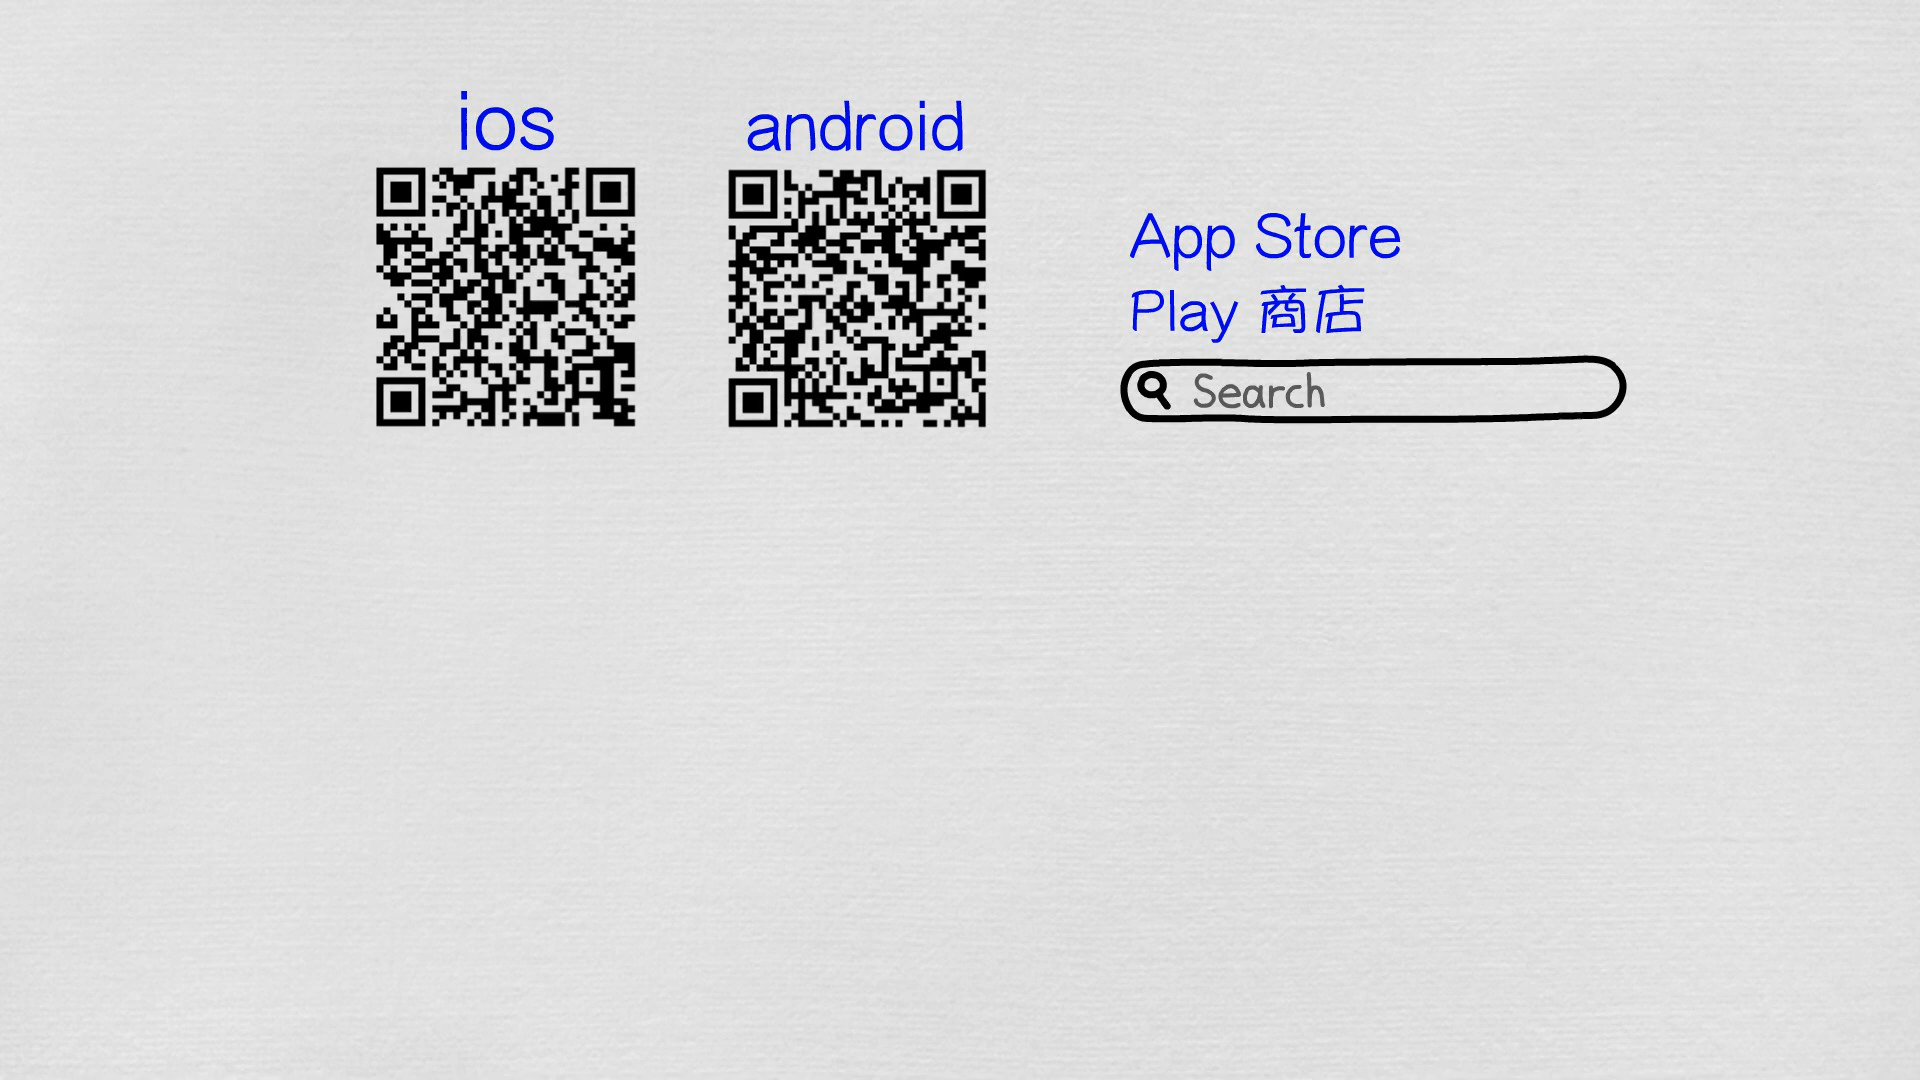 ios
android
App Store
Play 商店
Search